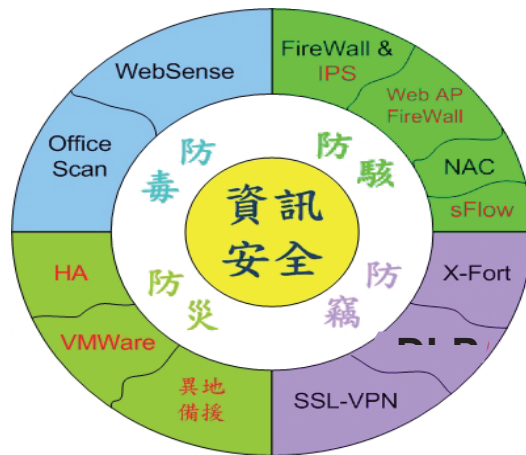 WebSense
Office
Scan
FireWall &
IPS
Web AP
FireWall
NAC
sFlow
防毒
防駭
資訊
安全
防災
防竊
HA
VMWare
異地
備援
X-Fort
SSL-VPN